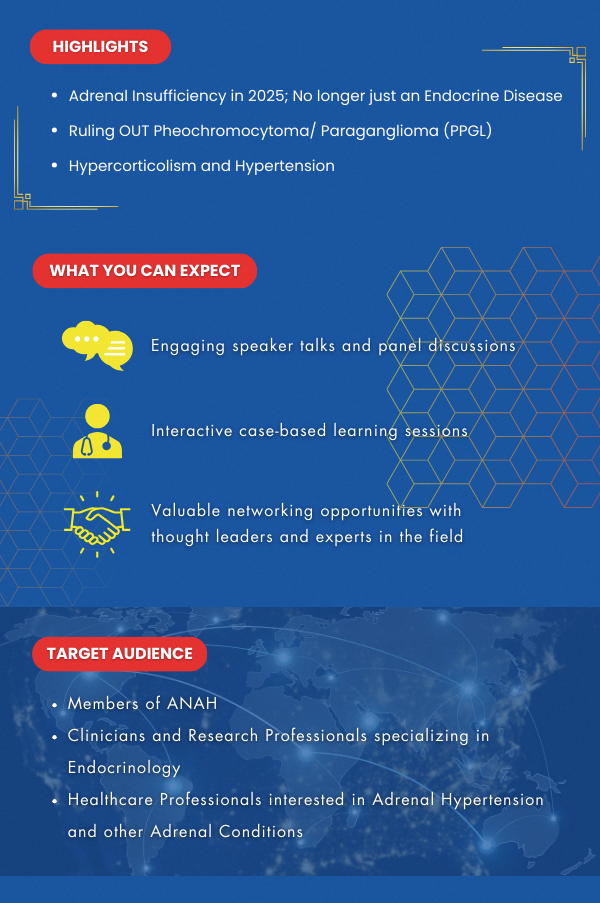 HIGHLIGHTS
• Adrenal Insufficiency in 2025; No longer just an Endocrine Disease
• Ruling OUT Pheochromocytoma/ Paraganglioma (PPGL)
• Hypercorticolism and Hypertension
WHAT YOU CAN EXPECT
Engaging speaker talks and panel discussions
Interactive case-based learning sessions
Valuable networking opportunities with
thought leaders and experts in the field
TARGET AUDIENCE
• Members of ANAH
• Clinicians and Research Professionals specializing in
Endocrinology
• Healthcare Professionals interested in Adrenal Hypertension
and other Adrenal Conditions